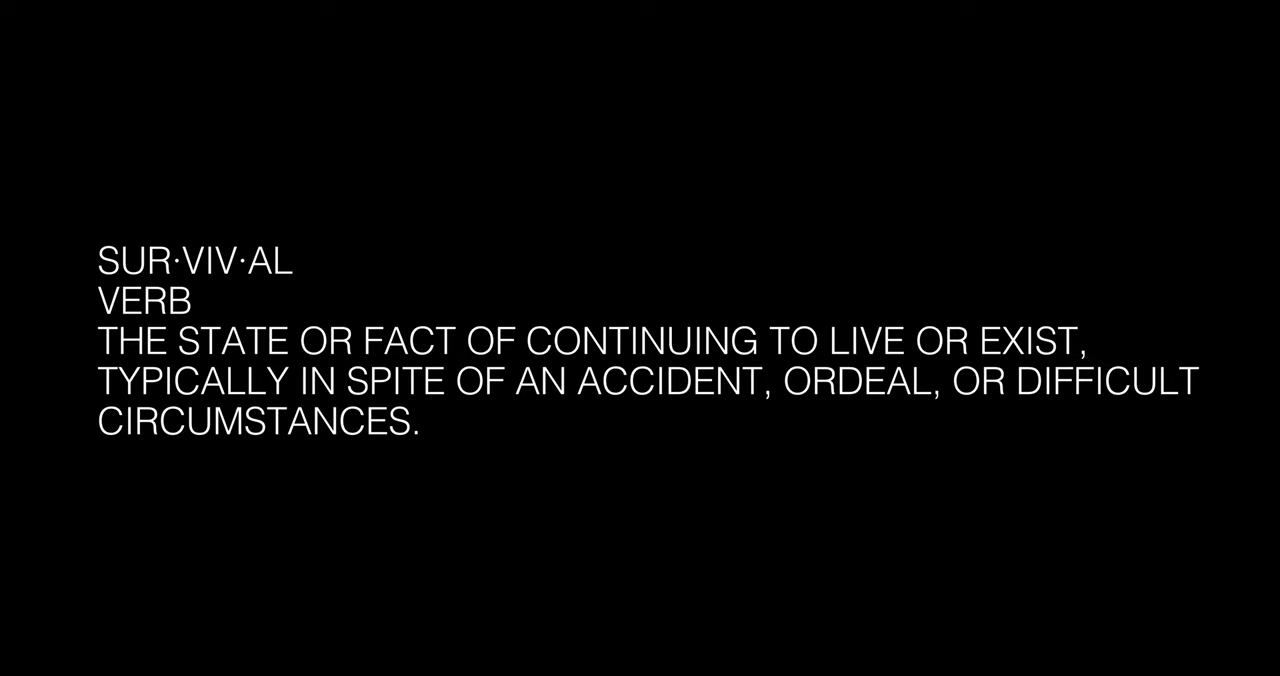 SUR·VIV·AL
VERB
THE STATE OR FACT OF CONTINUING TO LIVE OR EXIST,
TYPICALLY IN SPITE OF AN ACCIDENT, ORDEAL, OR DIFFICULT
CIRCUMSTANCES.